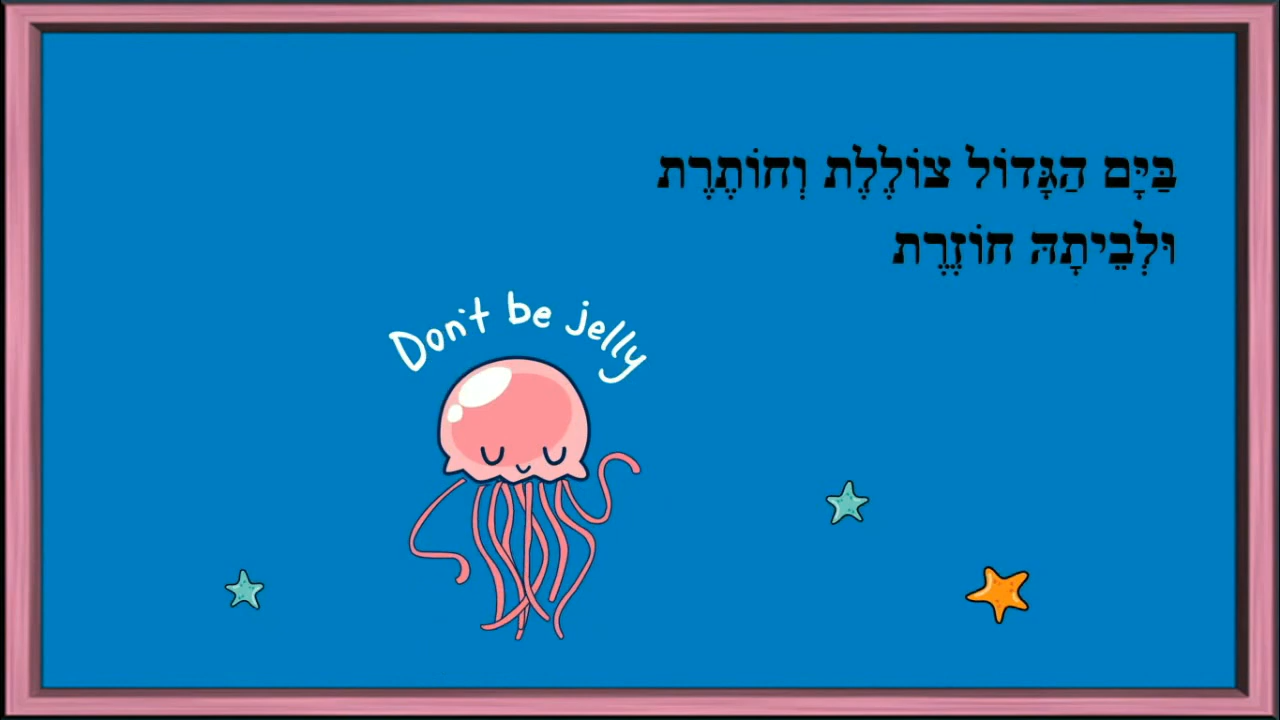 בַּיָּם הַגָּדוֹל צוֹלֶלֶת וְחוֹתֶרֶת
וּלְבֵיתָהּ חוֹזֶרֶת
Don't be jelly